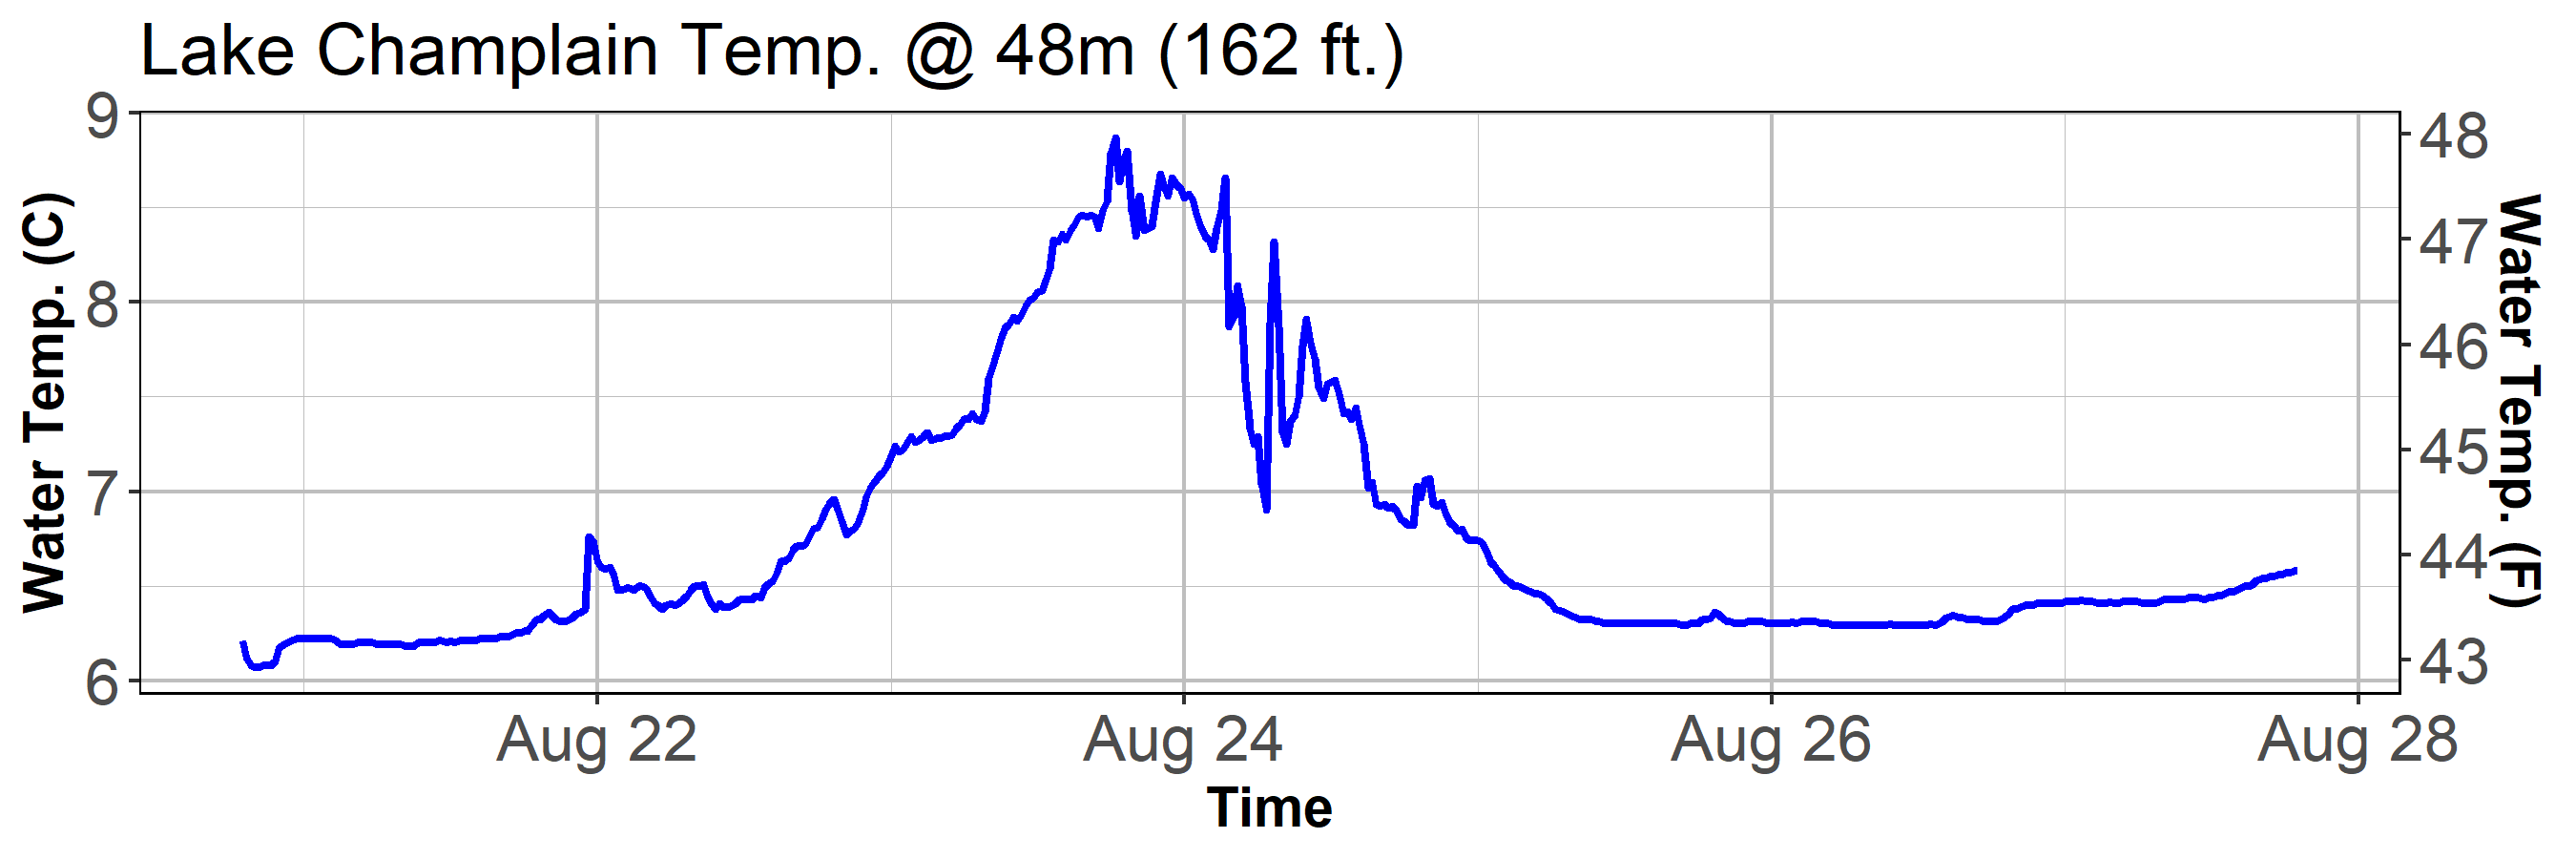 Lake Champlain Temp. @ 48m (162 ft.)
Water Temp. (C)
9
8
7
6
48
47
46
45
44
43
Water Temp. (F)
Aug 22 Aug 24 Aug 26 Aug 28
Time